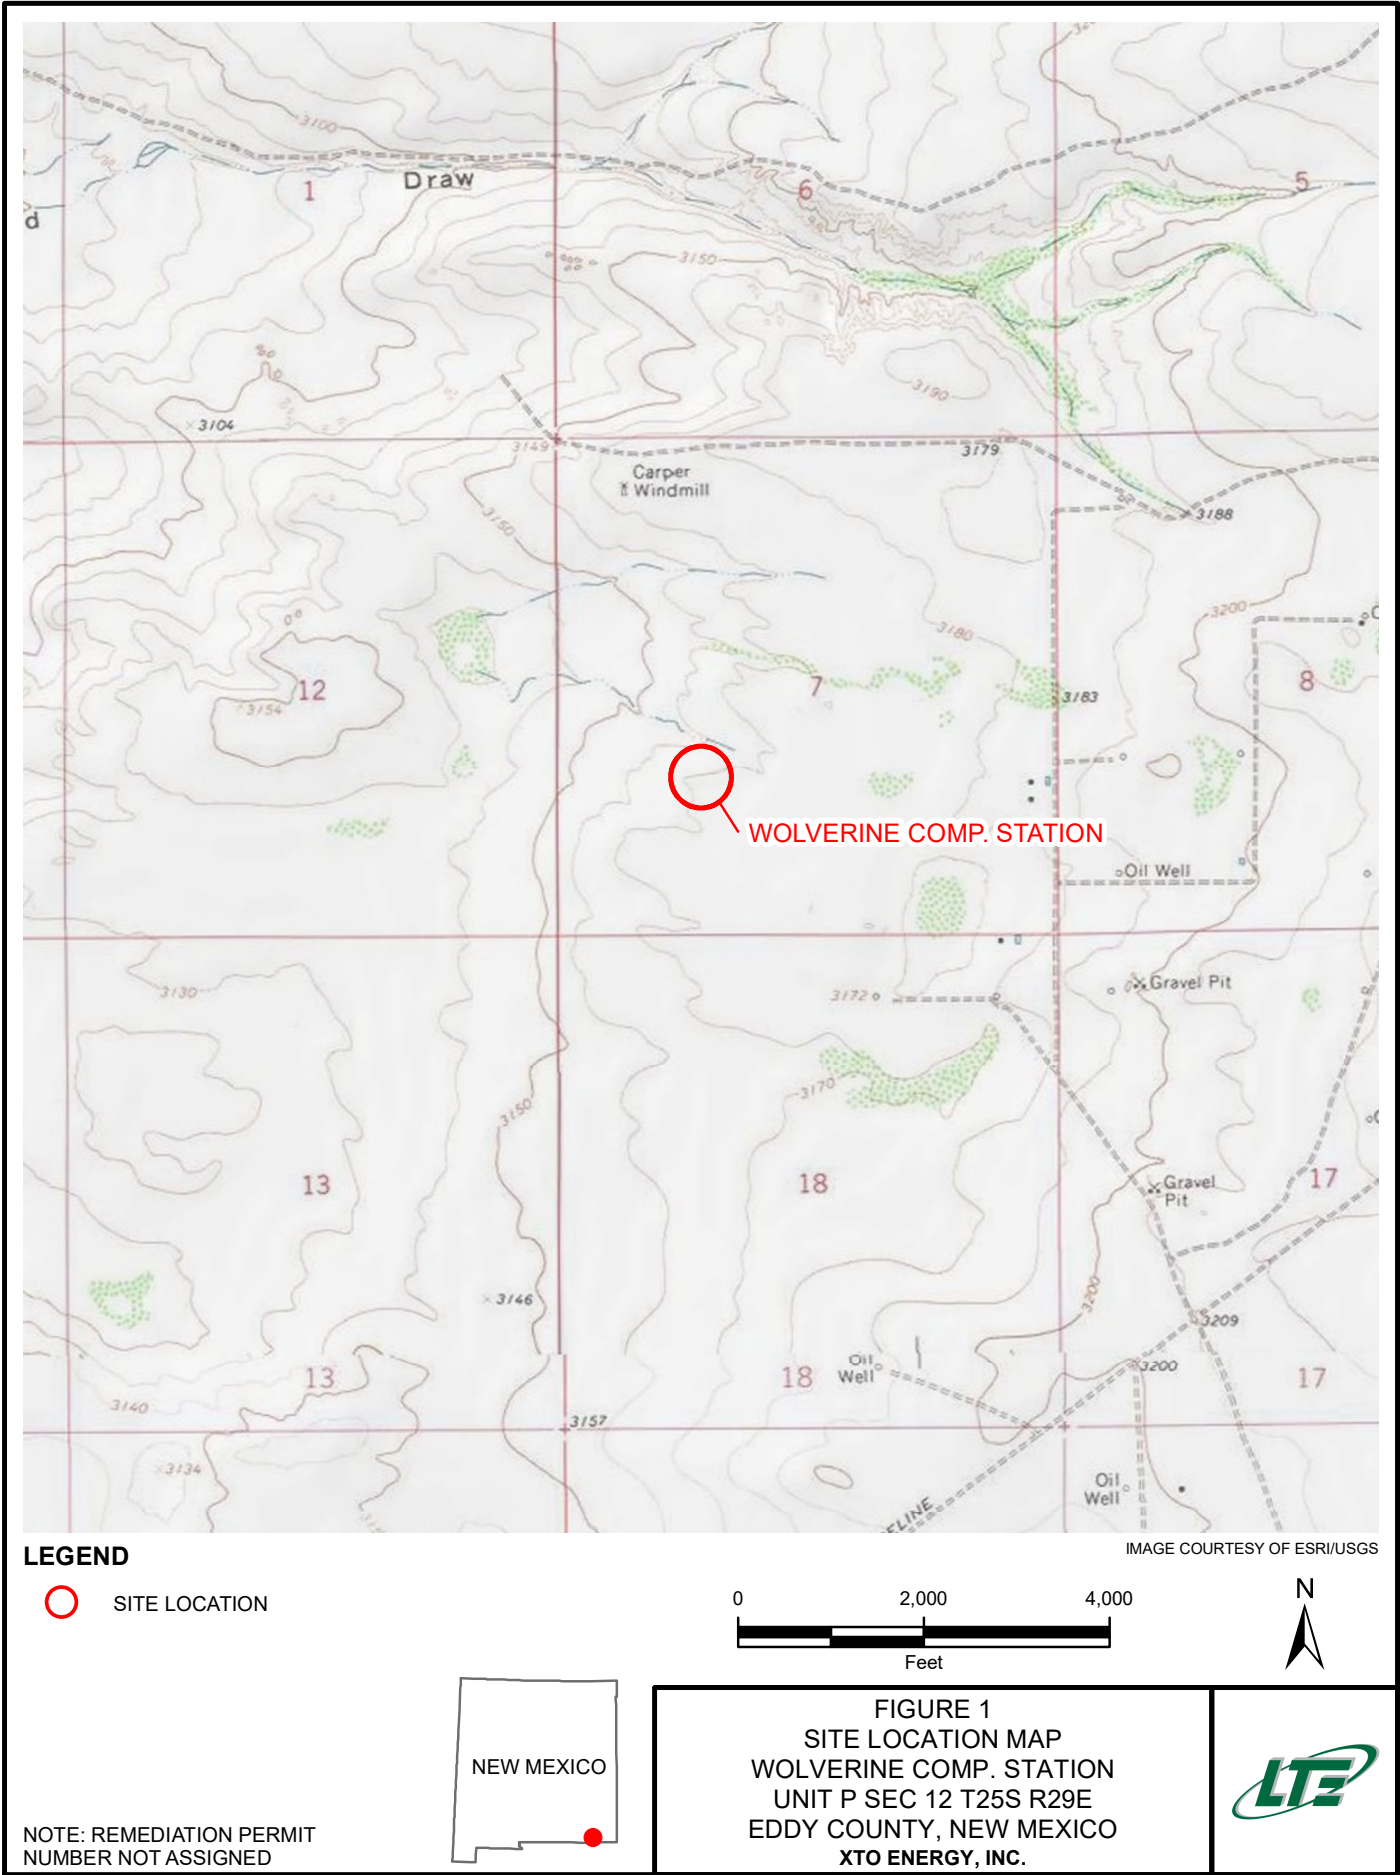 3100
Draw
1
6
5
d
3150
3190
3104
3149
3179
Carper
Windmill
3150
3188
3200
3180
12
3154
7
3183
8
WOLVERINE COMP. STATION
Oil Well
3130
3172
Gravel Pit
3170
3150
13
18
17
Gravel
Pit
3146
3200
3209
Oil
Well
3200
13
18
17
3140
3157
3134
Oil
Well
ELINE
LEGEND
IMAGE COURTESY OF ESRI/USGS
SITE LOCATION
0 2,000 4,000
Feet
N
NEW MEXICO
NOTE: REMEDIATION PERMIT
NUMBER NOT ASSIGNED
FIGURE 1
SITE LOCATION MAP
WOLVERINE COMP. STATION
UNIT P SEC 12 T25S R29E
EDDY COUNTY, NEW MEXICO
XTO ENERGY, INC.
LTE